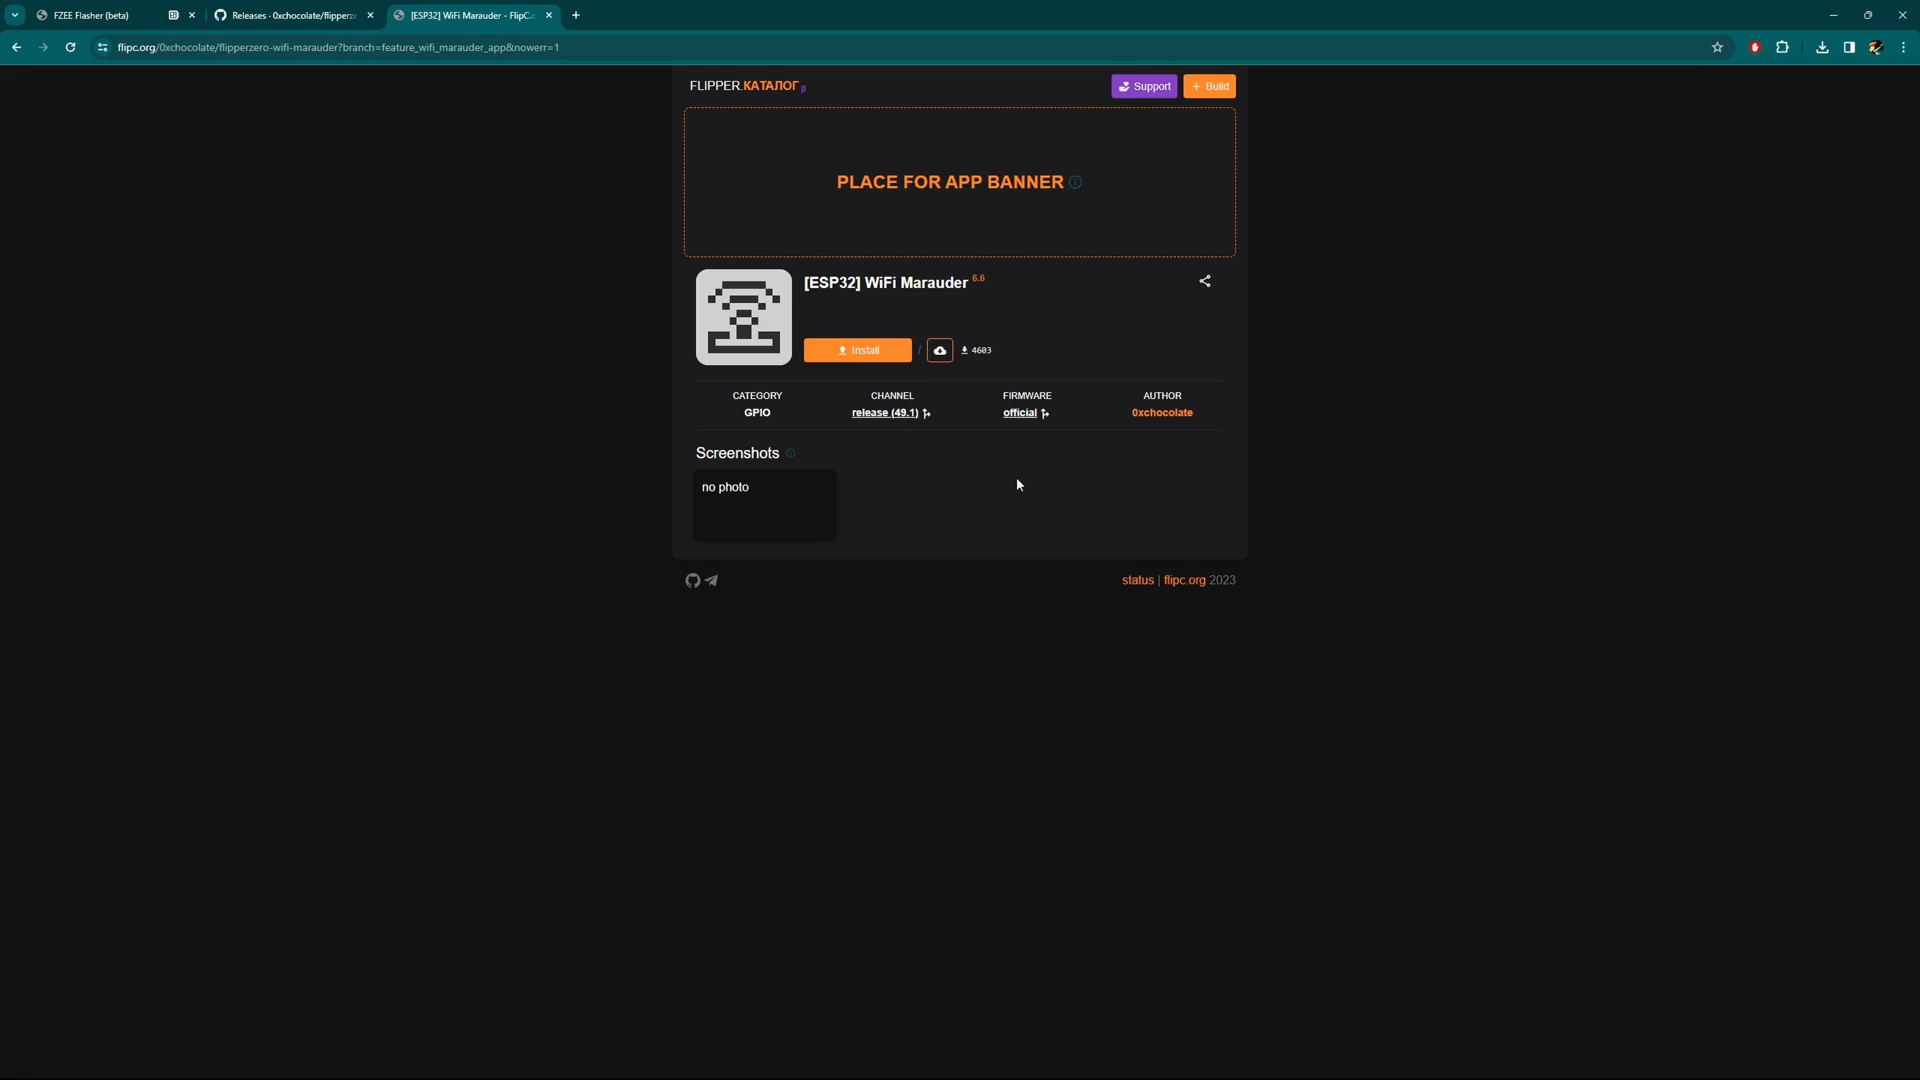 FZEE Flasher (beta)
Releases · 0xchocolate/flipperze
[ESP32] WiFi Marauder - FlipC.o
flipc.org/0xchocolate/flipperzero-wifi-marauder?branch=feature_wifi_marauder_app&nowerr=1
FLIPPER.КАТАЛОГ β
Support
+ Build
PLACE FOR APP BANNER
[ESP32] WiFi Marauder 6.6
Install / 4603
CATEGORY CHANNEL FIRMWARE AUTHOR
GPIO release (49.1) official 0xchocolate
Screenshots
no photo
status | flipc.org 2023